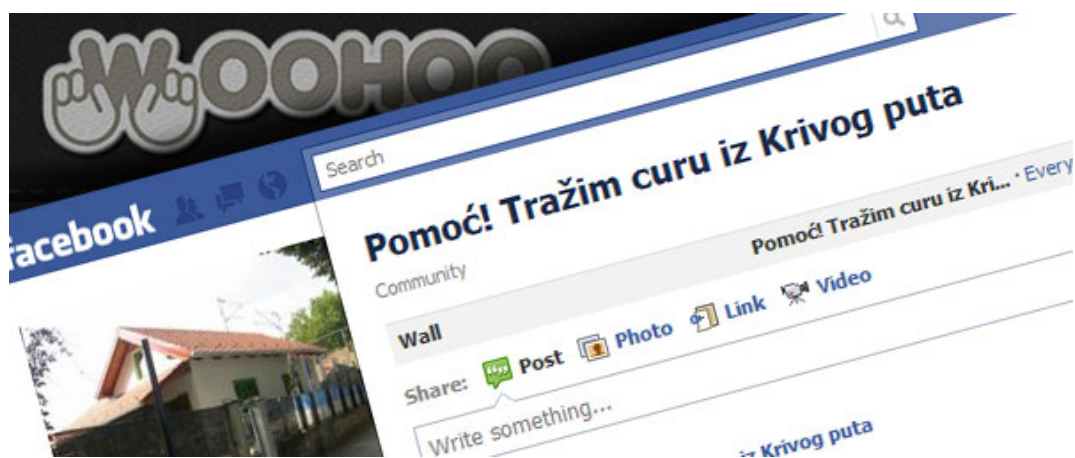 WOOHOO
facebook
Search
Pomoć! Tražim curu iz Krivog puta
Community
Pomoć! Tražim curu iz Kri... · Every
Wall
Share: Post Photo Link Video
Write something...
iz Krivog puta